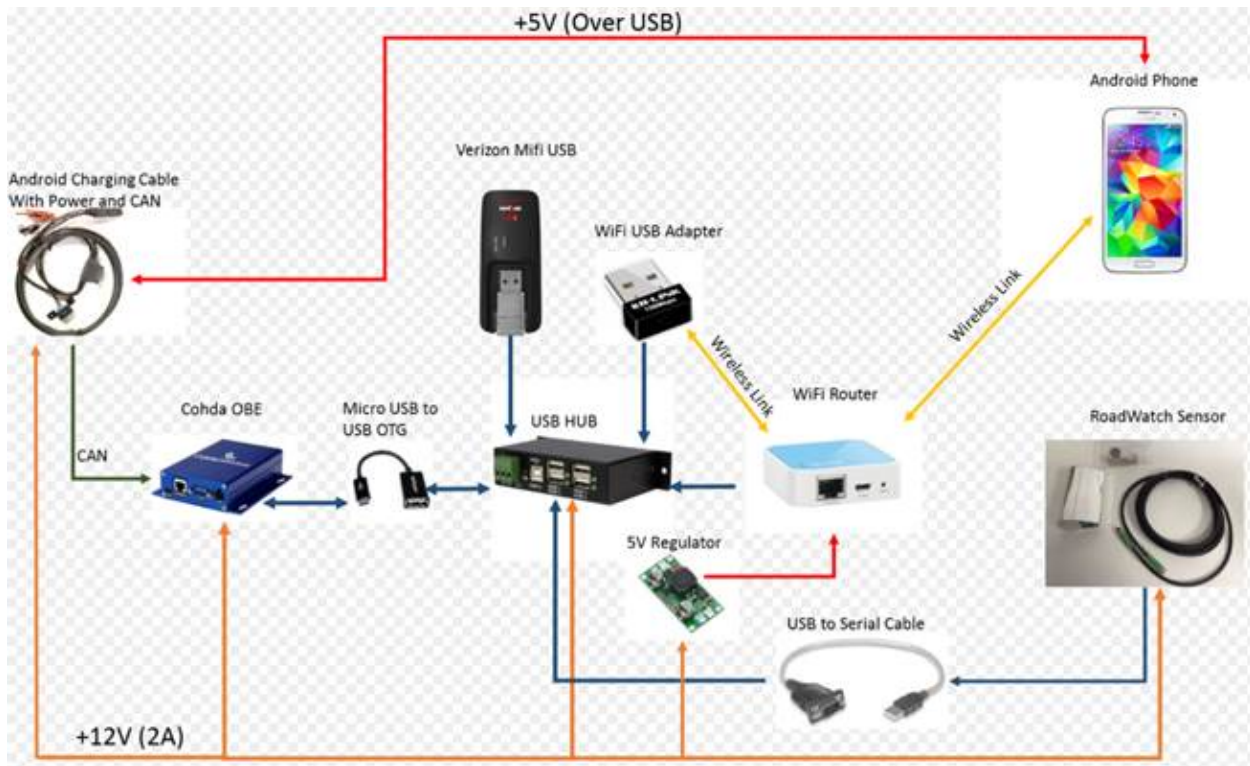 +5V (Over USB)
Android Phone
Verizon Mifi USB
Android Charging Cable
With Power and CAN
WiFi USB Adapter
Wireless Link
Wireless Link
WiFi Router
Cohda OBE
Micro USB to
USB OTG
USB HUB
RoadWatch Sensor
CAN
5V Regulator
USB to Serial Cable
+12V (2A)